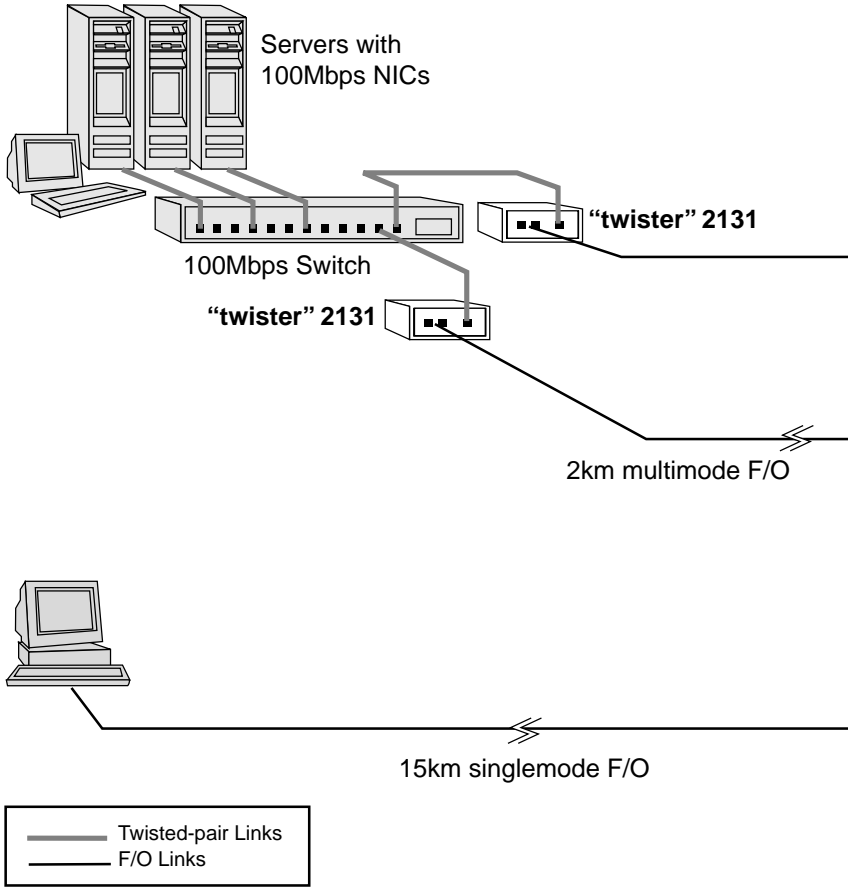 Servers with
100Mbps NICs
“twister” 2131
100Mbps Switch
“twister” 2131
2km multimode F/O
15km singlemode F/O
Twisted-pair Links
F/O Links